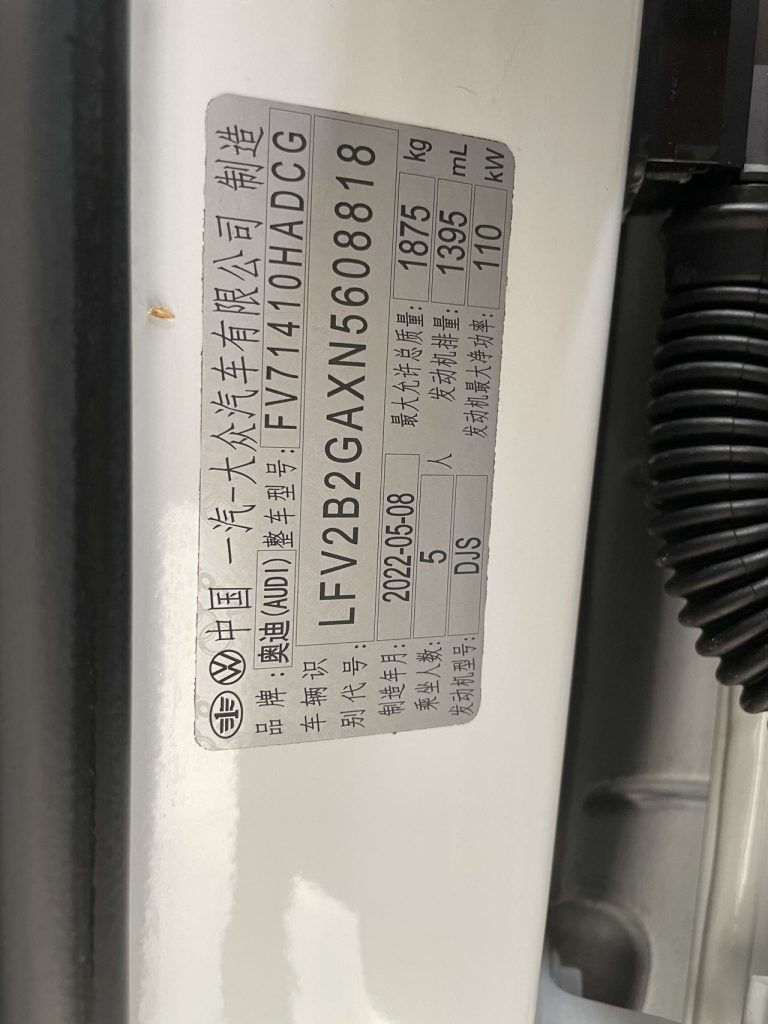 中国 一汽-大众汽车有限公司 制造
品牌:奥迪(AUDI) 整车型号: FV71410HADCG
车辆识别代号: LFV2B2GAXN5608818
制造年月: 2022-05-08 最大允许总质量: 1875 kg
乘坐人数: 5 人 发动机排量: 1395 mL
发动机型号: DJS 发动机最大净功率: 110 kW